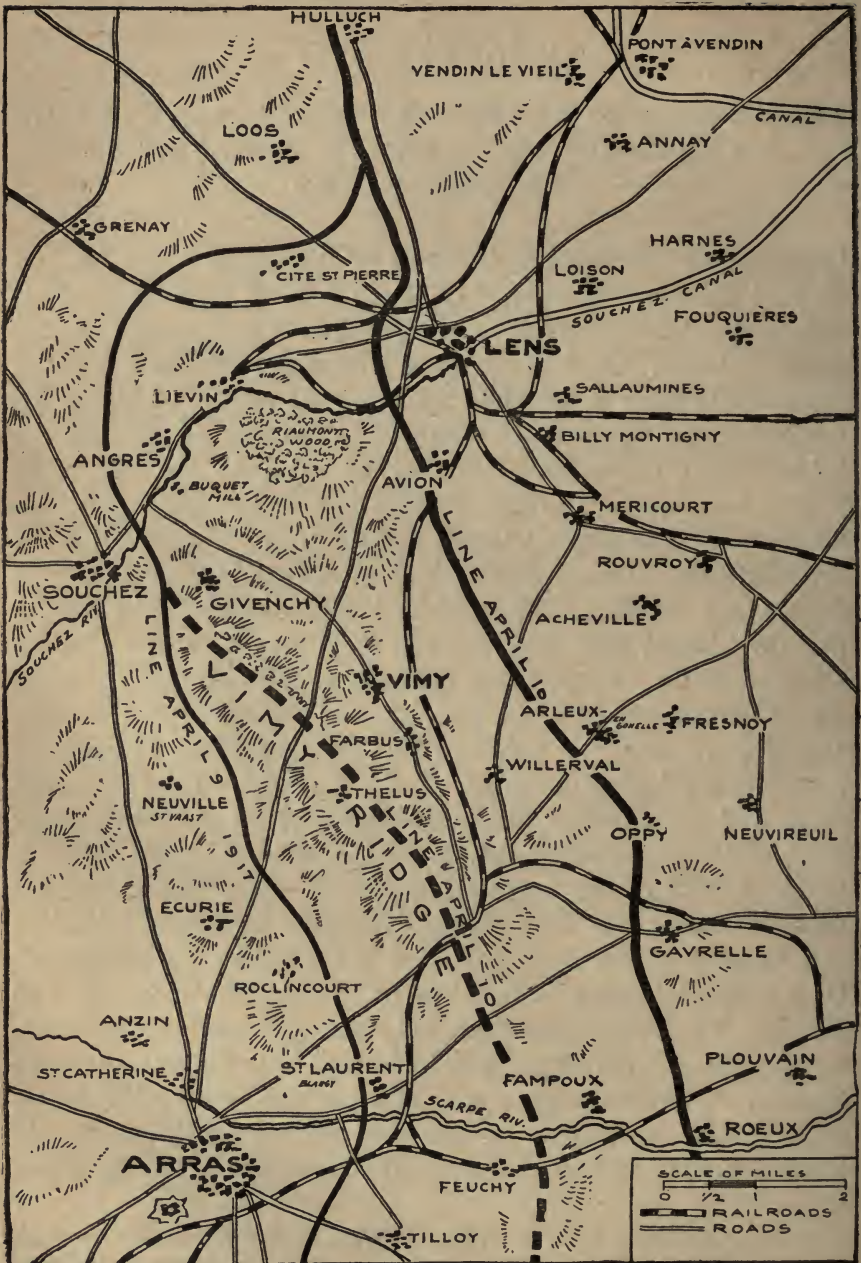 HULLUCH
PONT À VENDIN
VENDIN LE VIEIL
CANAL
LOOS
ANNAY
GRENAY
HARNES
CITE ST PIERRE
LOISON
SOUCHEZ CANAL
FOUQUIÈRES
LENS
LIEVIN
SALLAUMINES
RIAUMONT
WOOD
BILLY MONTIGNY
ANGRES
AVION
BUQUET
MILL
MERICOURT
ROUVROY
SOUCHEZ
GIVENCHY
ACHEVILLE
SOUCHEZ RIV.
LINE APRIL 9 1917
LINE APRIL 10
VIMY
VIMY RIDGE
ARLEUX-
EN
GOHELLE
FRESNOY
FARBUS
WILLERVAL
THELUS
NEUVILLE
ST VAAST
LINE APRIL 10
OPPY
NEUVIREUIL
ECURIE
GAVRELLE
ROCLINCOURT
ANZIN
ST CATHERINE
ST LAURENT
BLANGY
FAMPOUX
PLOUVAIN
SCARPE RIV.
ROEUX
ARRAS
FEUCHY
TILLOY
SCALE OF MILES
0 1/2 1 2
RAILROADS
ROADS